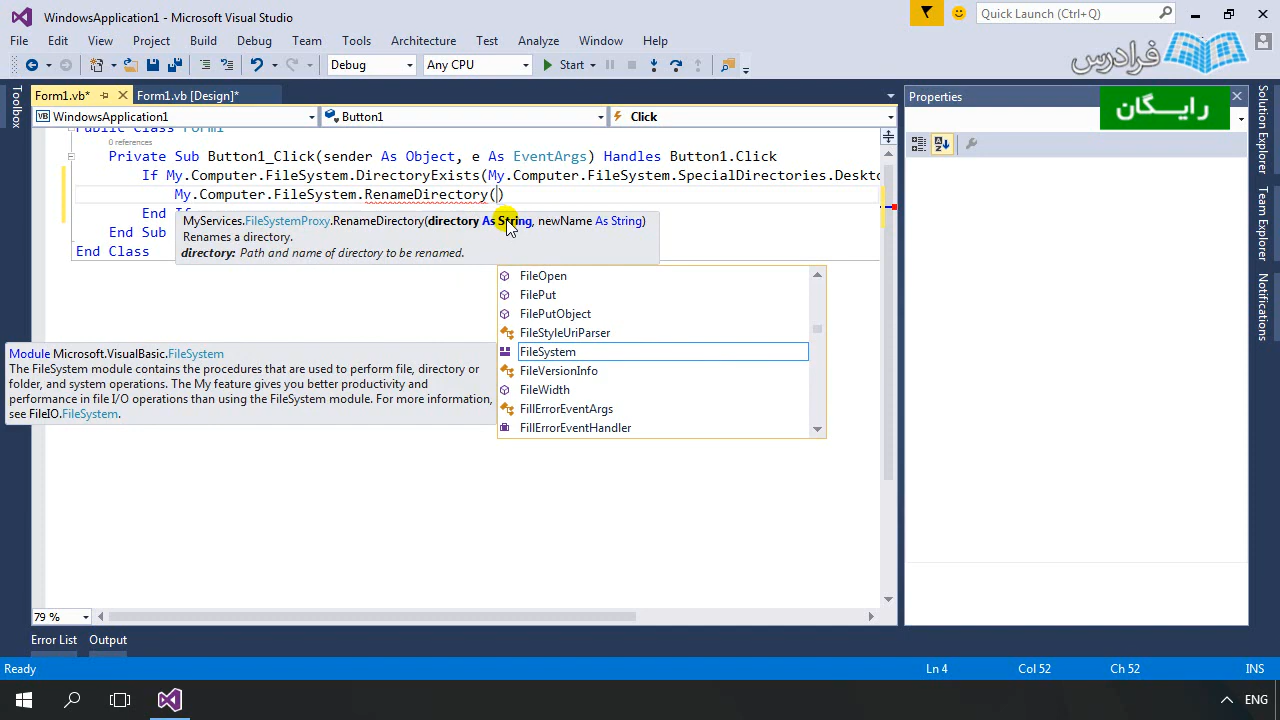 WindowsApplication1 - Microsoft Visual Studio
Quick Launch (Ctrl+Q)
File Edit View Project Build Debug Team Tools Architecture Test Analyze Window Help
Debug Any CPU Start
فرادرس
Form1.vb* Form1.vb [Design]*
Properties
رایـــگان
WindowsApplication1 Button1 Click
Public Class Form1
0 references
Private Sub Button1_Click(sender As Object, e As EventArgs) Handles Button1.Click
If My.Computer.FileSystem.DirectoryExists(My.Computer.FileSystem.SpecialDirectories.Deskto
My.Computer.FileSystem.RenameDirectory()
End If
MyServices.FileSystemProxy.RenameDirectory(directory As String, newName As String)
Renames a directory.
directory: Path and name of directory to be renamed.
End Sub
End Class
FileOpen
FilePut
FilePutObject
FileStyleUriParser
FileSystem
FileVersionInfo
FileWidth
FillErrorEventArgs
FillErrorEventHandler
Module Microsoft.VisualBasic.FileSystem
The FileSystem module contains the procedures that are used to perform file, directory or
folder, and system operations. The My feature gives you better productivity and
performance in file I/O operations than using the FileSystem module. For more information,
see FileIO.FileSystem.
Toolbox
Solution Explorer
Team Explorer
Notifications
79 %
Error List Output
Ready Ln 4 Col 52 Ch 52 INS
ENG